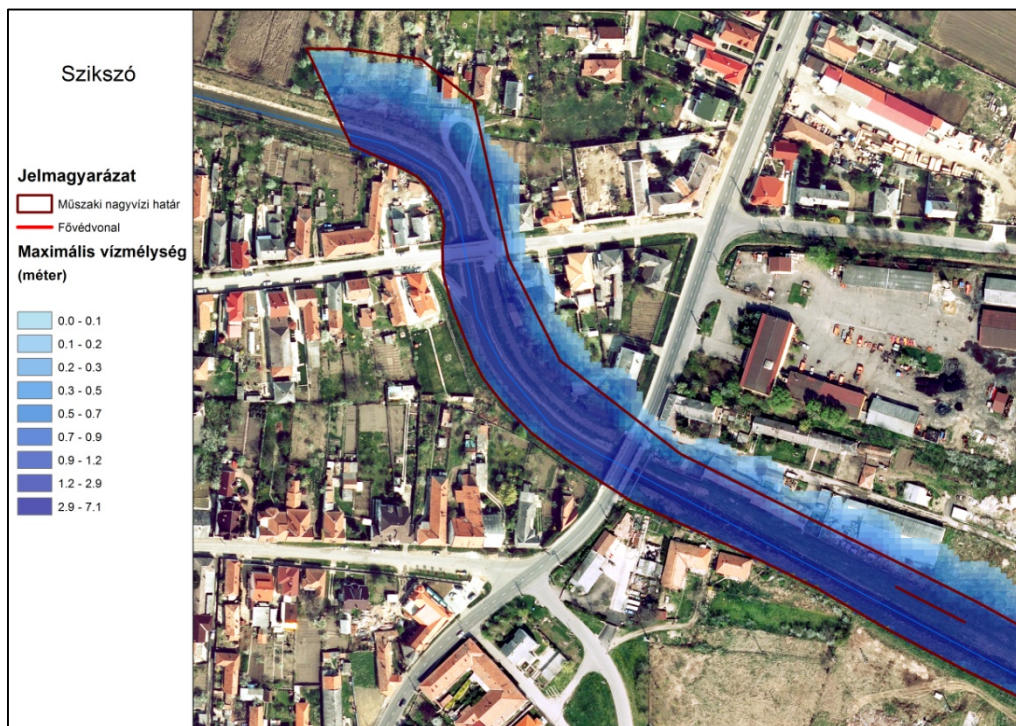 Szikszó
Jelmagyarázat
Műszaki nagyvízi határ
Fővédvonal
Maximális vízmélység
(méter)
0.0 - 0.1
0.1 - 0.2
0.2 - 0.3
0.3 - 0.5
0.5 - 0.7
0.7 - 0.9
0.9 - 1.2
1.2 - 2.9
2.9 - 7.1